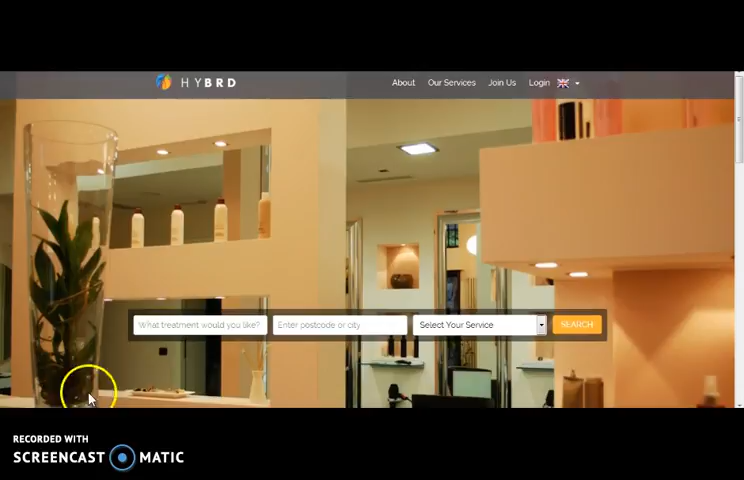 HYBRD About Our Services Join Us Login
What treatment would you like? Enter postcode or city Select Your Service SEARCH
RECORDED WITH
SCREENCAST MATIC